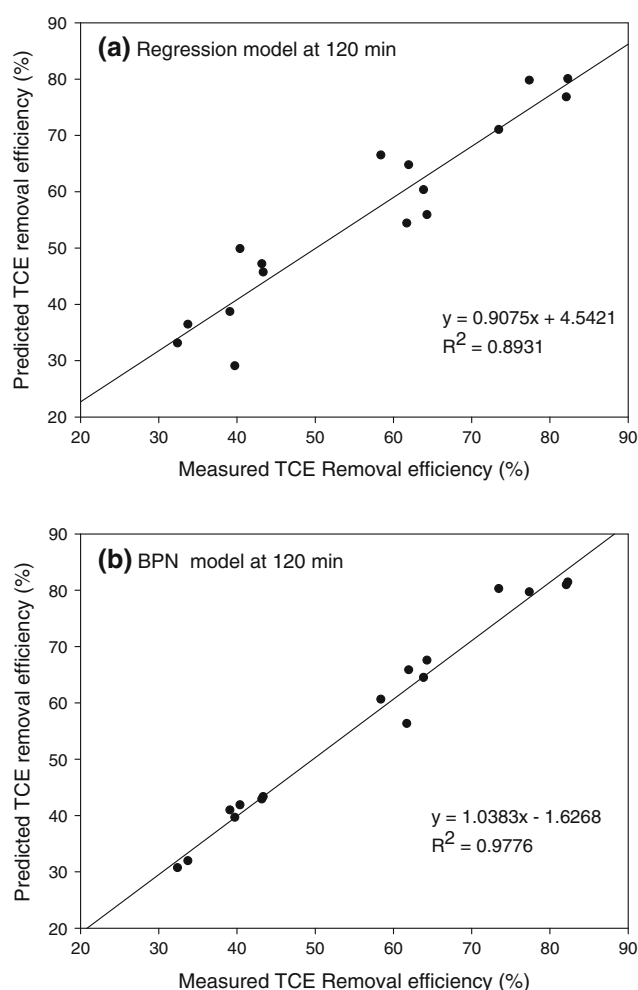 (a) Regression model at 120 min
Predicted TCE removal efficiency (%)
90
80
70
60
50
40
30
20
y = 0.9075x + 4.5421
R² = 0.8931
20 30 40 50 60 70 80 90
Measured TCE Removal efficiency (%)
(b) BPN model at 120 min
Predicted TCE removal efficiency (%)
90
80
70
60
50
40
30
20
y = 1.0383x - 1.6268
R² = 0.9776
20 30 40 50 60 70 80 90
Measured TCE Removal efficiency (%)